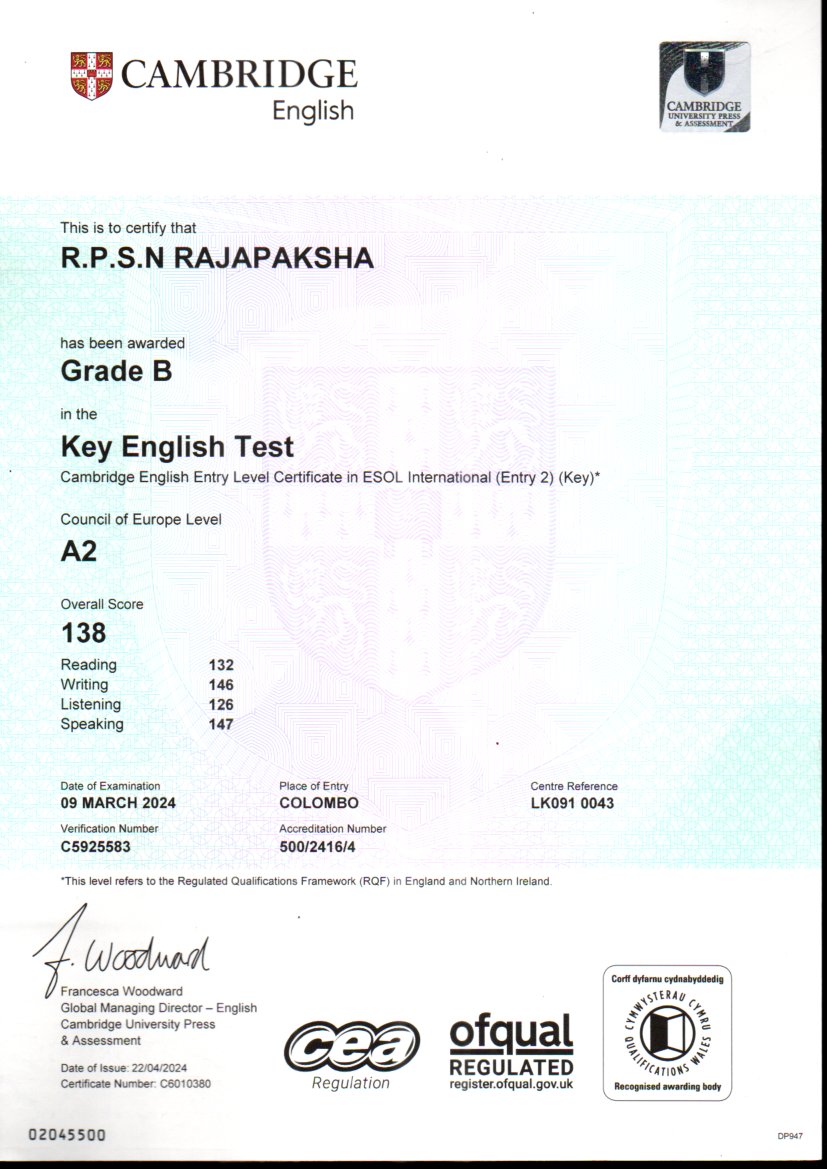 CAMBRIDGE
English
CAMBRIDGE
UNIVERSITY PRESS
& ASSESSMENT
This is to certify that
R.P.S.N RAJAPAKSHA
has been awarded
Grade B
in the
Key English Test
Cambridge English Entry Level Certificate in ESOL International (Entry 2) (Key)*
Council of Europe Level
A2
Overall Score
138
Reading 132
Writing 146
Listening 126
Speaking 147
Date of Examination Place of Entry Centre Reference
09 MARCH 2024 COLOMBO LK091 0043
Verification Number Accreditation Number
C5925583 500/2416/4
*This level refers to the Regulated Qualifications Framework (RQF) in England and Northern Ireland.
F. Woodward
Francesca Woodward
Global Managing Director – English
Cambridge University Press
& Assessment
Date of Issue: 22/04/2024
Certificate Number: C6010380
cea
Regulation
ofqual
REGULATED
register.ofqual.gov.uk
Corff dyfarnu cydnabyddedig
CYMWYSTERAU CYMRU
QUALIFICATIONS WALES
Recognised awarding body
02045500
DP947